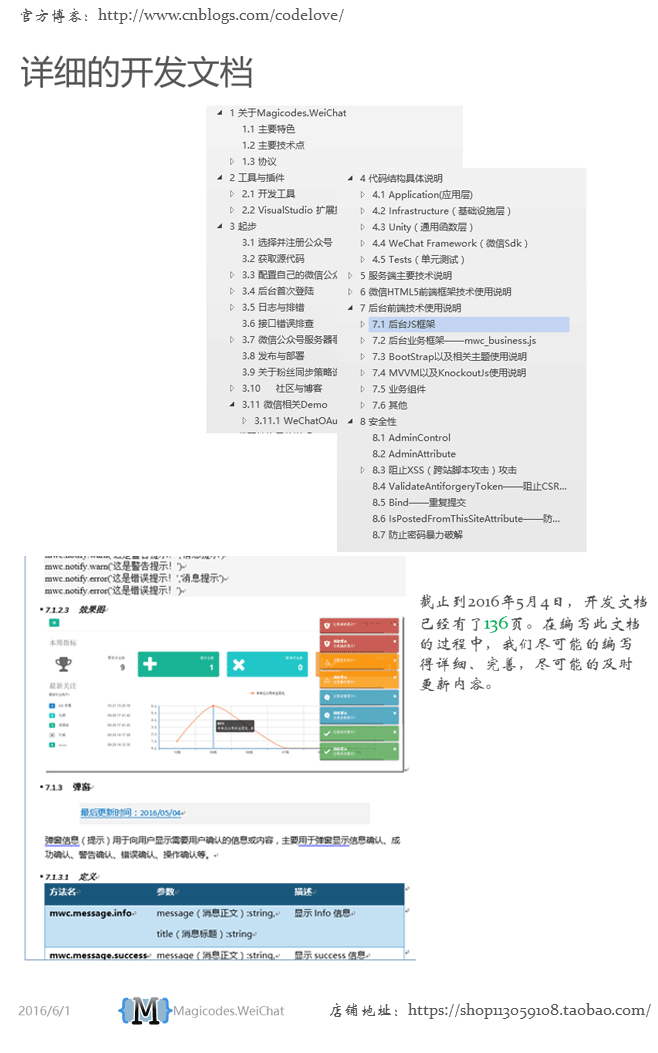 官方博客：http://www.cnblogs.com/codelove/
详细的开发文档
1 关于Magicodes.WeiChat
1.1 主要特色
1.2 主要技术点
1.3 协议
2 工具与插件
2.1 开发工具
2.2 VisualStudio 扩展
3 起步
3.1 选择并注册公众号
3.2 获取源代码
3.3 配置自己的微信公
3.4 后台首次登陆
3.5 日志与排错
3.6 接口错误排查
3.7 微信公众号服务器
3.8 发布与部署
3.9 关于粉丝同步策略
3.10 社区与博客
3.11 微信相关Demo
3.11.1 WeChatOAu
4 代码结构具体说明
4.1 Application(应用层)
4.2 Infrastructure（基础设施层）
4.3 Unity（通用函数层）
4.4 WeChat Framework（微信Sdk）
4.5 Tests（单元测试）
5 服务端主要技术说明
6 微信HTML5前端框架技术使用说明
7 后台前端技术使用说明
7.1 后台JS框架
7.2 后台业务框架——mwc_business.js
7.3 BootStrap以及相关主题使用说明
7.4 MVVM以及KnockoutJs使用说明
7.5 业务组件
7.6 其他
8 安全性
8.1 AdminControl
8.2 AdminAttribute
8.3 阻止XSS（跨站脚本攻击）攻击
8.4 ValidateAntiforgeryToken——阻止CSR...
8.5 Bind——重复提交
8.6 IsPostedFromThisSiteAttribute——防...
8.7 防止密码暴力破解
mwc.notify.warn('这是警告提示！','消息提示')
mwc.notify.warn('这是警告提示！')
mwc.notify.error('这是错误提示！','消息提示')
mwc.notify.error('这是错误提示！')
7.1.2.3 效果图
本周指标
9
1
0
最新关注
7.1.3 弹窗
最后更新时间：2016/05/04
弹窗信息（提示）用于向用户显示需要用户确认的信息或内容，主要用于弹窗显示信息确认、成
功确认、警告确认、错误确认、操作确认等。
7.1.3.1 定义
方法名 参数 描述
mwc.message.info message（消息正文）:string, 显示 Info 信息
title（消息标题）:string
mwc.message.success message（消息正文）:string, 显示 success 信息
截止到2016年5月4日，开发文档
已经有了136页。在编写此文档
的过程中，我们尽可能的编写
得详细、完善，尽可能的及时
更新内容。
2016/6/1
{M}
Magicodes.WeiChat
店铺地址：https://shop113059108.taobao.com/